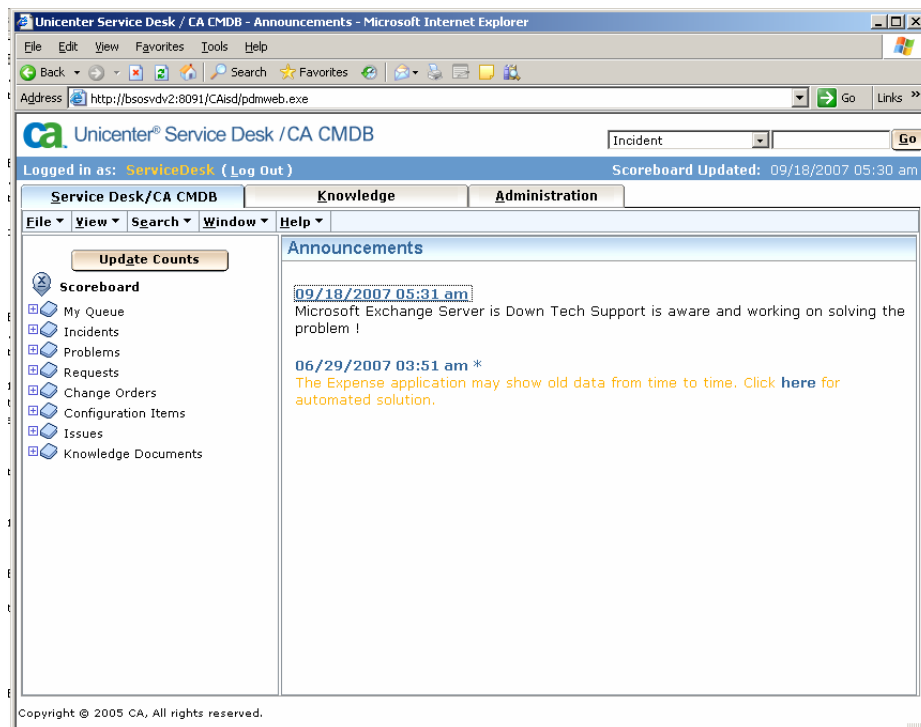 Unicenter Service Desk / CA CMDB - Announcements - Microsoft Internet Explorer
File Edit View Favorites Tools Help
Back Search Favorites
Address http://bsosvdv2:8091/CAisd/pdmweb.exe Go Links »
ca Unicenter® Service Desk /CA CMDB Incident Go
Logged in as: ServiceDesk ( Log Out ) Scoreboard Updated: 09/18/2007 05:30 am
Service Desk/CA CMDB Knowledge Administration
File View Search Window Help
Update Counts
Scoreboard
My Queue
Incidents
Problems
Requests
Change Orders
Configuration Items
Issues
Knowledge Documents
Announcements
09/18/2007 05:31 am
Microsoft Exchange Server is Down Tech Support is aware and working on solving the
problem !
06/29/2007 03:51 am *
The Expense application may show old data from time to time. Click here for
automated solution.
Copyright © 2005 CA, All rights reserved.